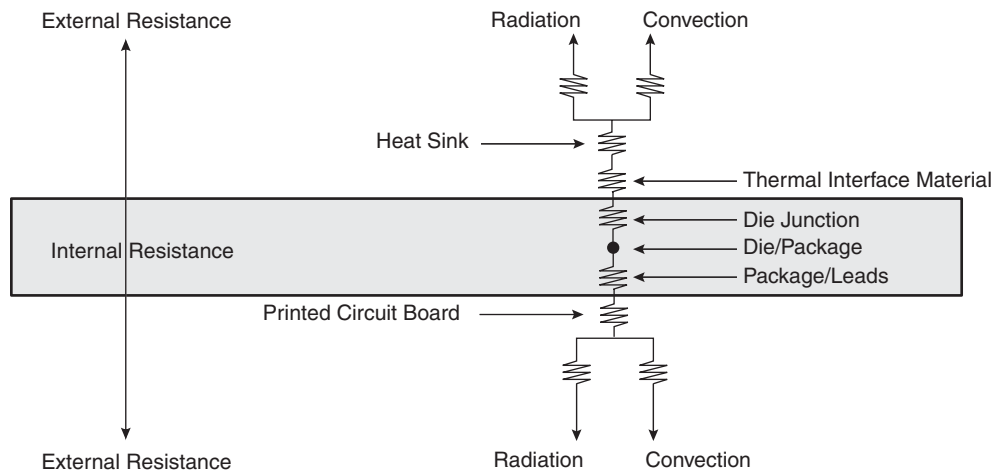 External Resistance
Radiation
Convection
Heat Sink
Thermal Interface Material
Die Junction
Internal Resistance
Die/Package
Package/Leads
Printed Circuit Board
External Resistance
Radiation
Convection